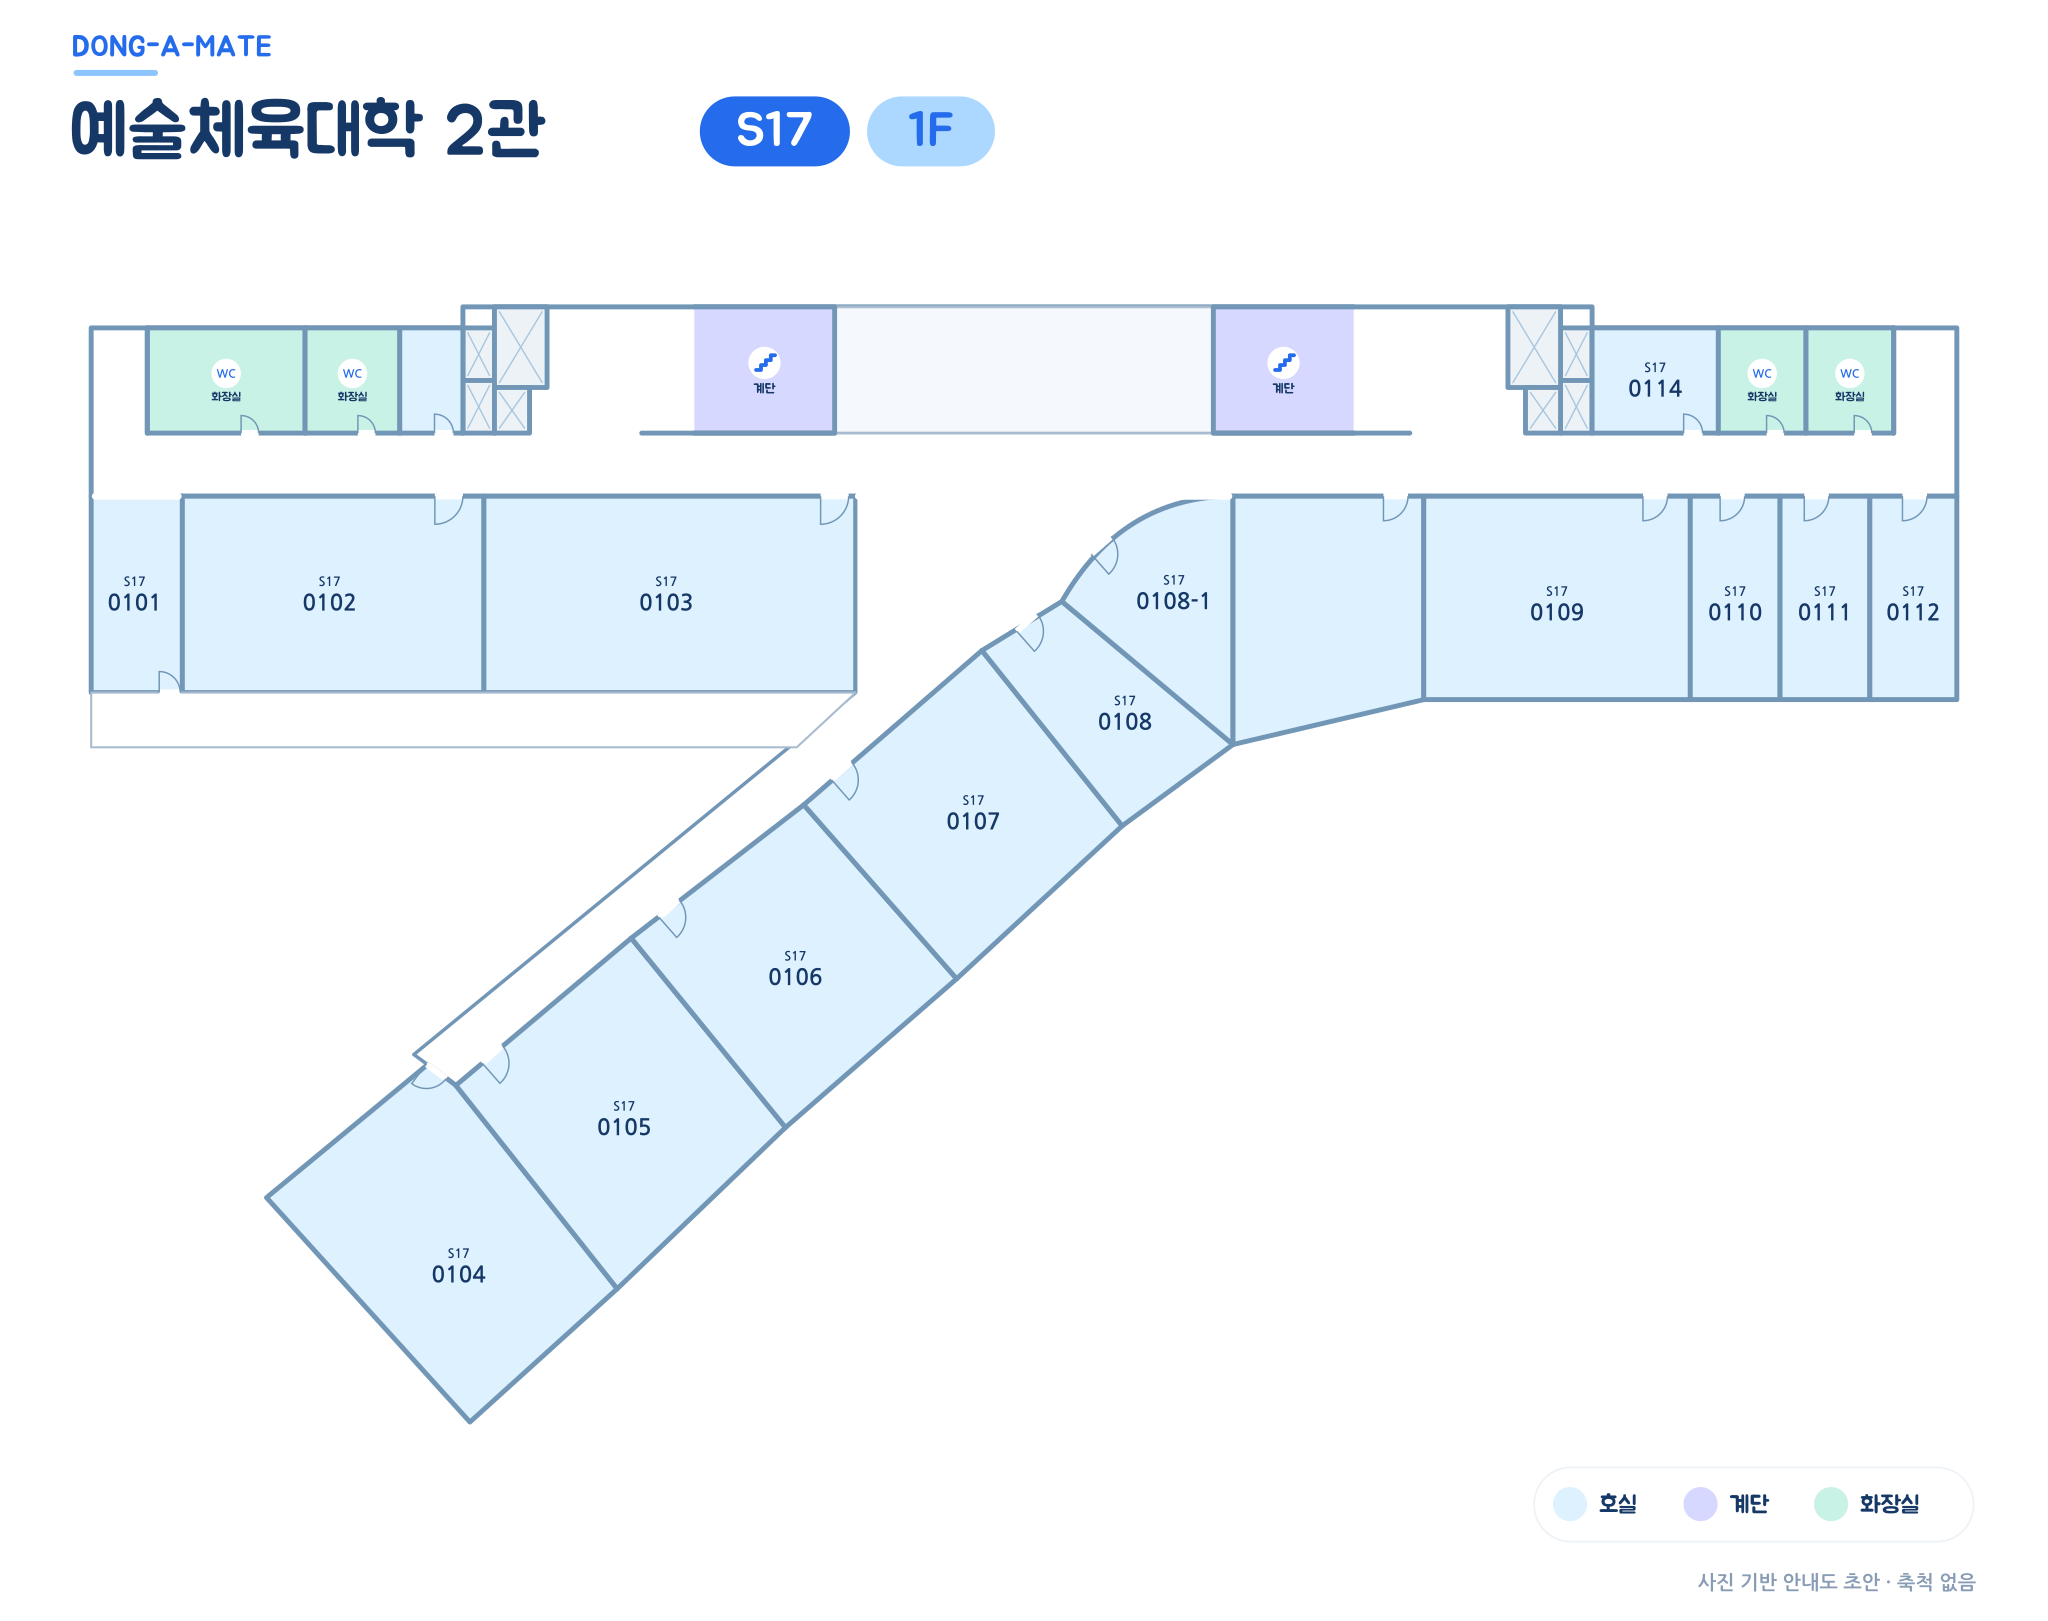 DONG-A-MATE
예술체육대학 2관
S17
1F
WC
화장실
WC
화장실
계단
계단
S17
0114
WC
화장실
WC
화장실
S17
0101
S17
0102
S17
0103
S17
0108-1
S17
0109
S17
0110
S17
0111
S17
0112
S17
0108
S17
0107
S17
0106
S17
0105
S17
0104
호실
계단
화장실
사진 기반 안내도 초안 · 축척 없음